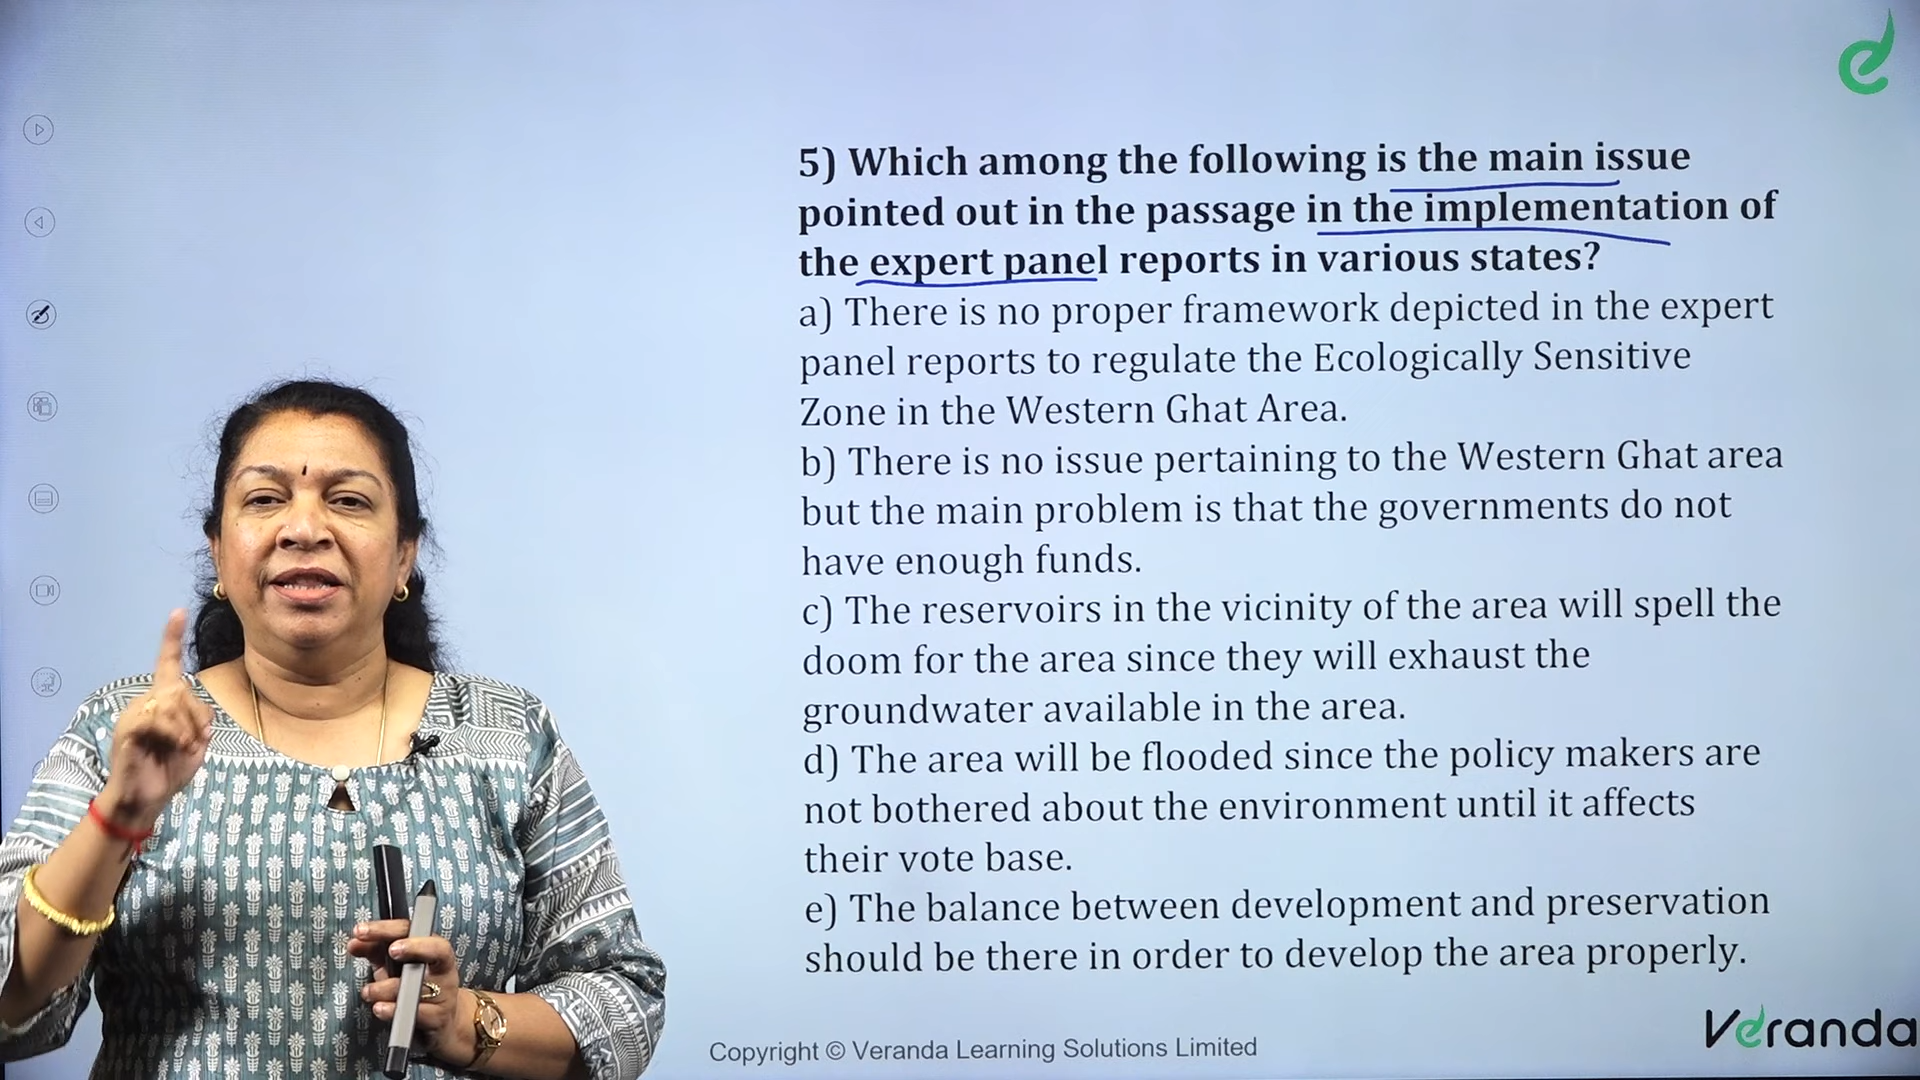 5) Which among the following is the main issue
pointed out in the passage in the implementation of
the expert panel reports in various states?
a) There is no proper framework depicted in the expert
panel reports to regulate the Ecologically Sensitive
Zone in the Western Ghat Area.
b) There is no issue pertaining to the Western Ghat area
but the main problem is that the governments do not
have enough funds.
c) The reservoirs in the vicinity of the area will spell the
doom for the area since they will exhaust the
groundwater available in the area.
d) The area will be flooded since the policy makers are
not bothered about the environment until it affects
their vote base.
e) The balance between development and preservation
should be there in order to develop the area properly.
Veranda
Copyright © Veranda Learning Solutions Limited